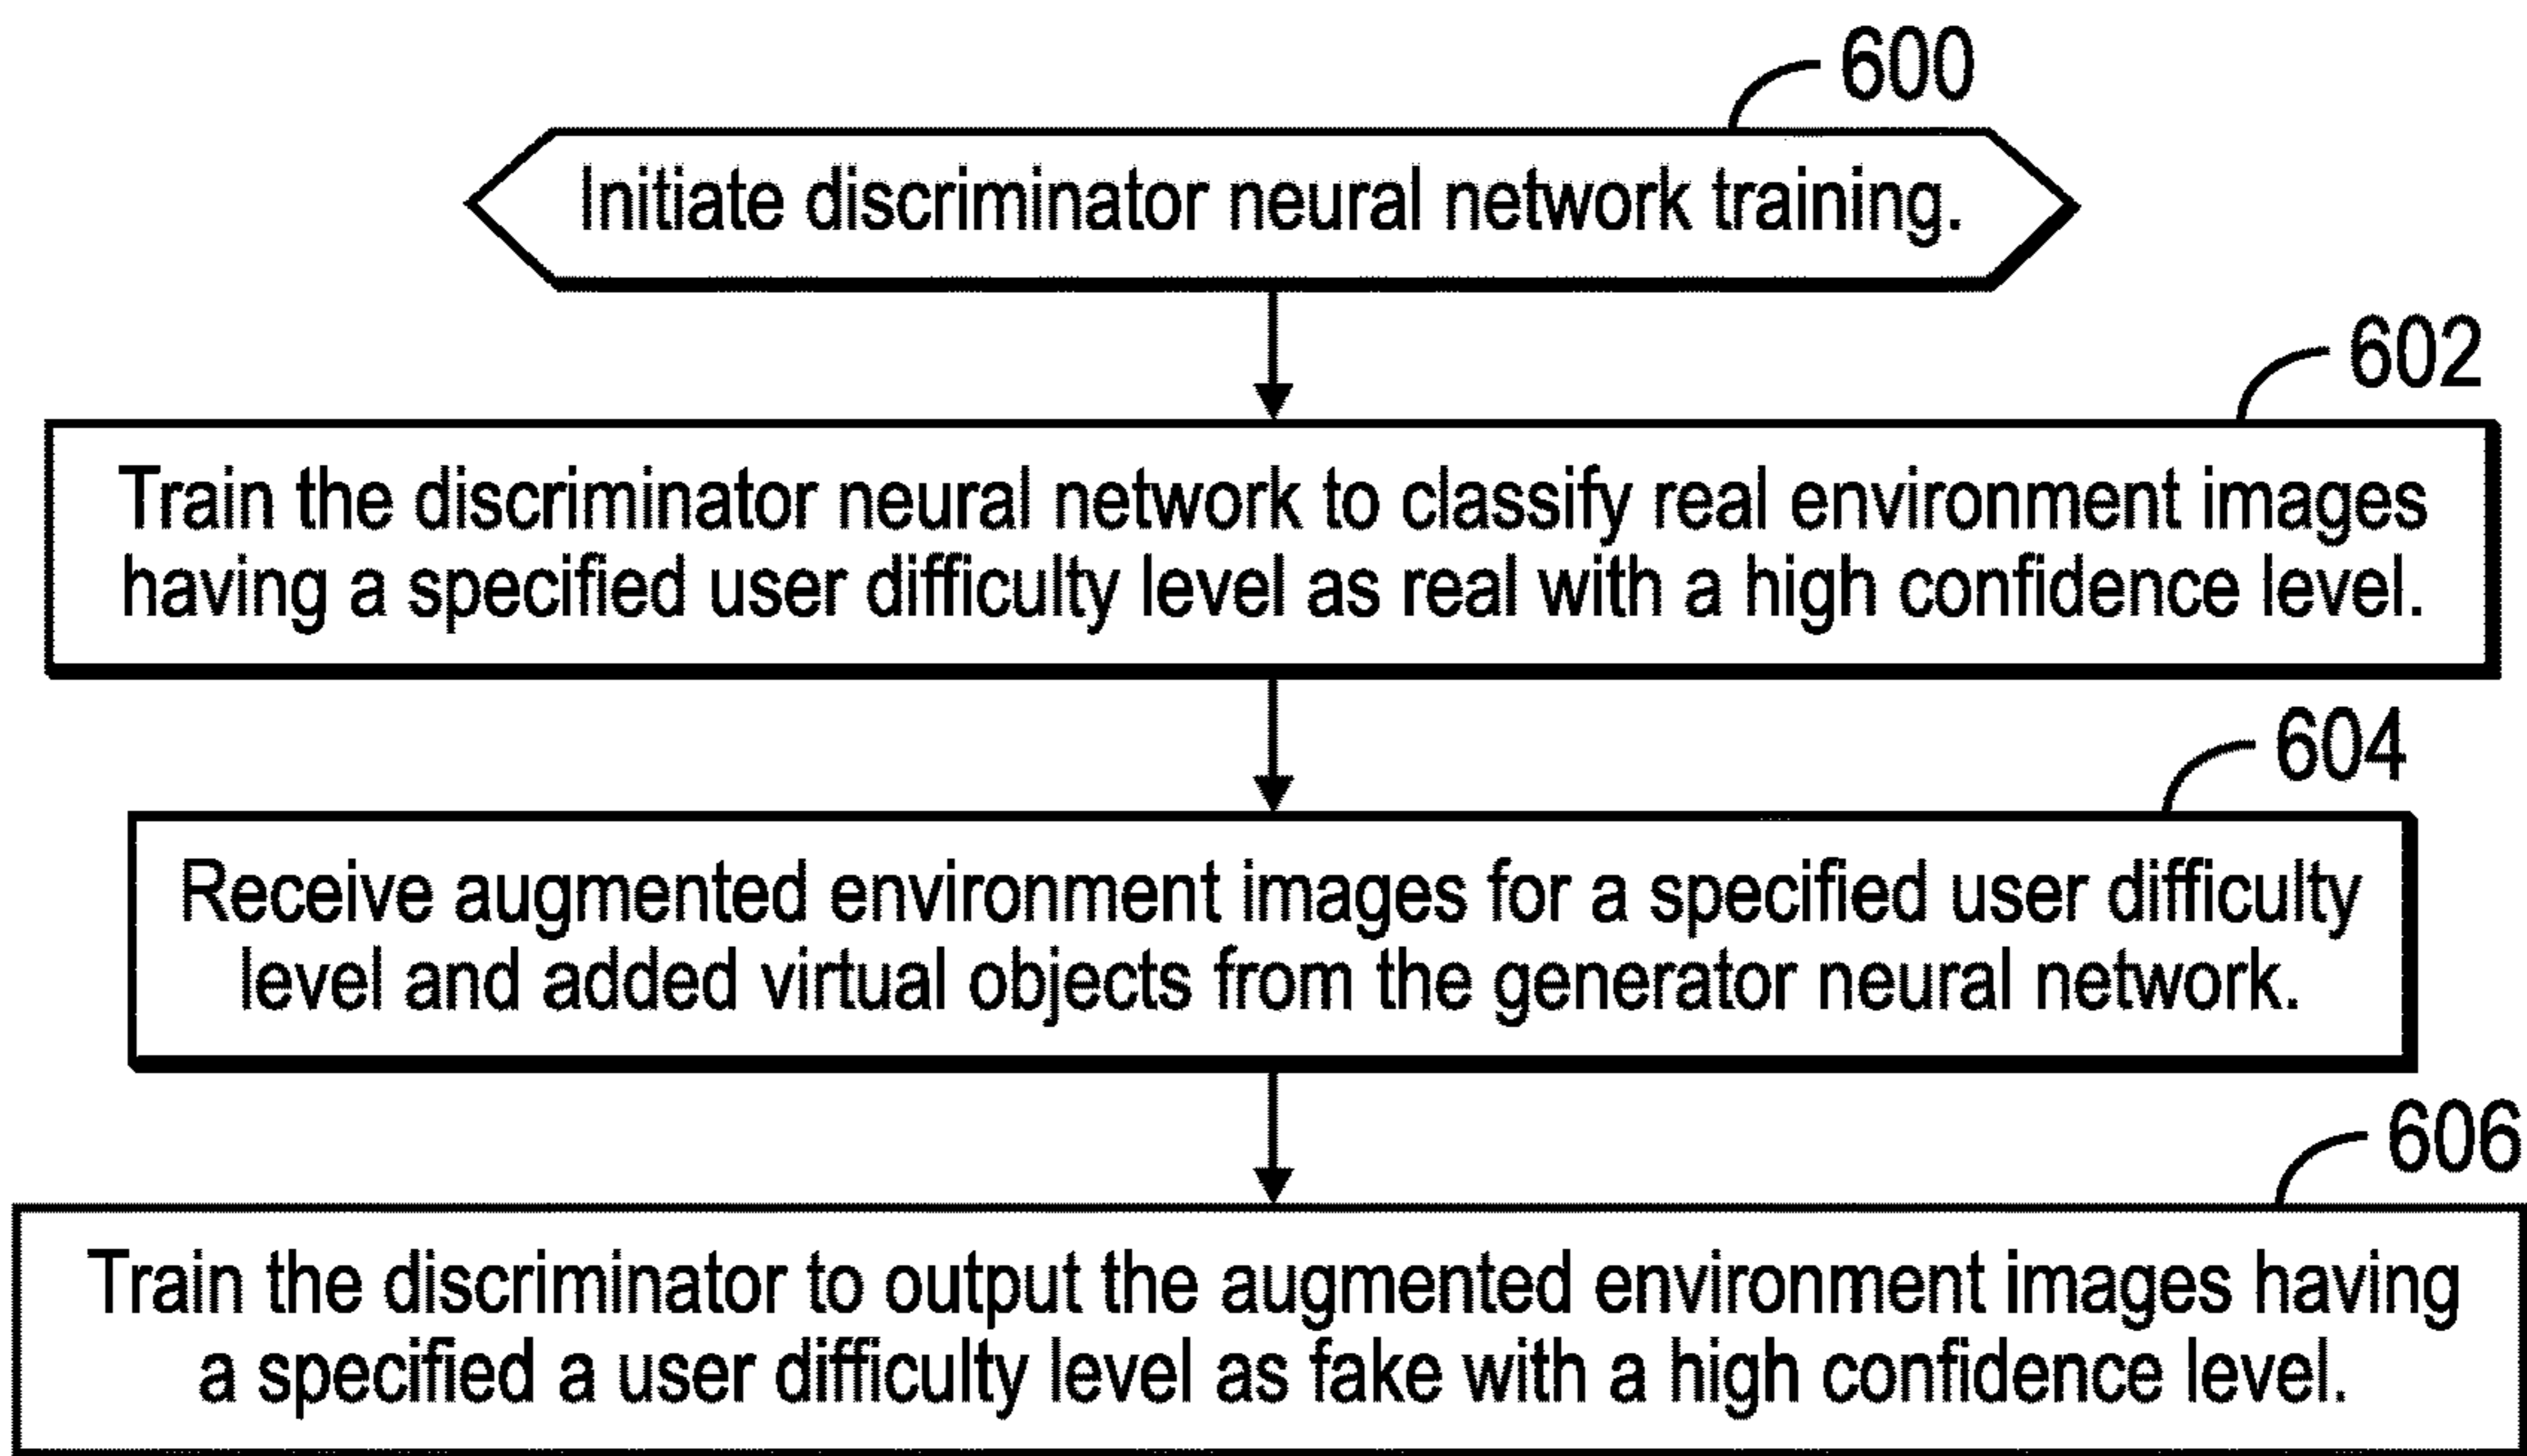 600
Initiate discriminator neural network training.
602
Train the discriminator neural network to classify real environment images
having a specified user difficulty level as real with a high confidence level.
604
Receive augmented environment images for a specified user difficulty
level and added virtual objects from the generator neural network.
606
Train the discriminator to output the augmented environment images having
a specified a user difficulty level as fake with a high confidence level.